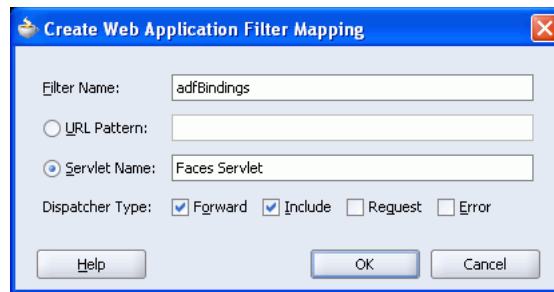 Create Web Application Filter Mapping
Filter Name: adfBindings
URL Pattern:
Servlet Name: Faces Servlet
Dispatcher Type: Forward Include Request Error
Help OK Cancel